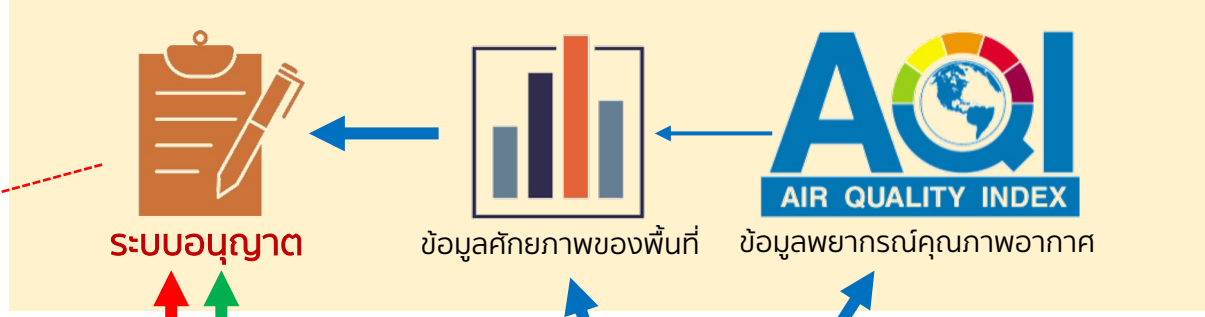 AQI
AIR QUALITY INDEX
ระบบอนุญาต
ข้อมูลศักยภาพของพื้นที่
ข้อมูลพยากรณ์คุณภาพอากาศ